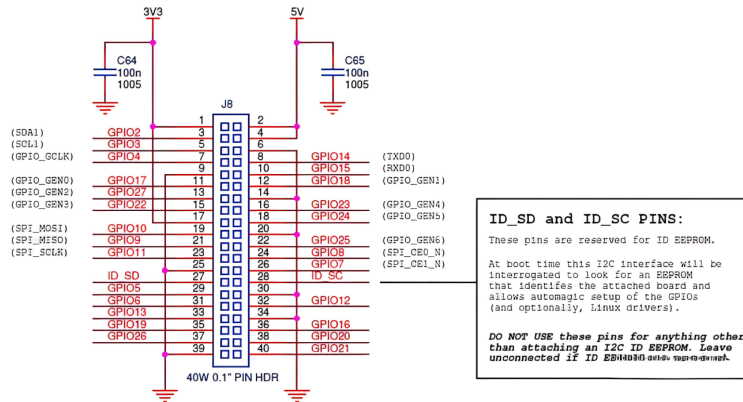 3V3 5V
C64 C65
100n 100n
1005 1005
J8
1 2
(SDA1) GPIO2 3 4
(SCL1) GPIO3 5 6
(GPIO_GCLK) GPIO4 7 8 GPIO14 (TXD0)
9 10 GPIO15 (RXD0)
(GPIO_GEN0) GPIO17 11 12 GPIO18 (GPIO_GEN1)
(GPIO_GEN2) GPIO27 13 14
(GPIO_GEN3) GPIO22 15 16 GPIO23 (GPIO_GEN4)
17 18 GPIO24 (GPIO_GEN5)
(SPI_MOSI) GPIO10 19 20
(SPI_MISO) GPIO9 21 22 GPIO25 (GPIO_GEN6)
(SPI_SCLK) GPIO11 23 24 GPIO8 (SPI_CE0_N)
25 26 GPIO7 (SPI_CE1_N)
ID_SD 27 28 ID_SC
GPIO5 29 30
GPIO6 31 32 GPIO12
GPIO13 33 34
GPIO19 35 36 GPIO16
GPIO26 37 38 GPIO20
39 40 GPIO21
40W 0.1" PIN HDR
ID_SD and ID_SC PINS:
These pins are reserved for ID EEPROM.
At boot time this I2C interface will be
interrogated to look for an EEPROM
that identifes the attached board and
allows automagic setup of the GPIOs
(and optionally, Linux drivers).
DO NOT USE these pins for anything other
than attaching an I2C ID EEPROM. Leave
unconnected if ID